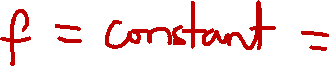 f = constant =